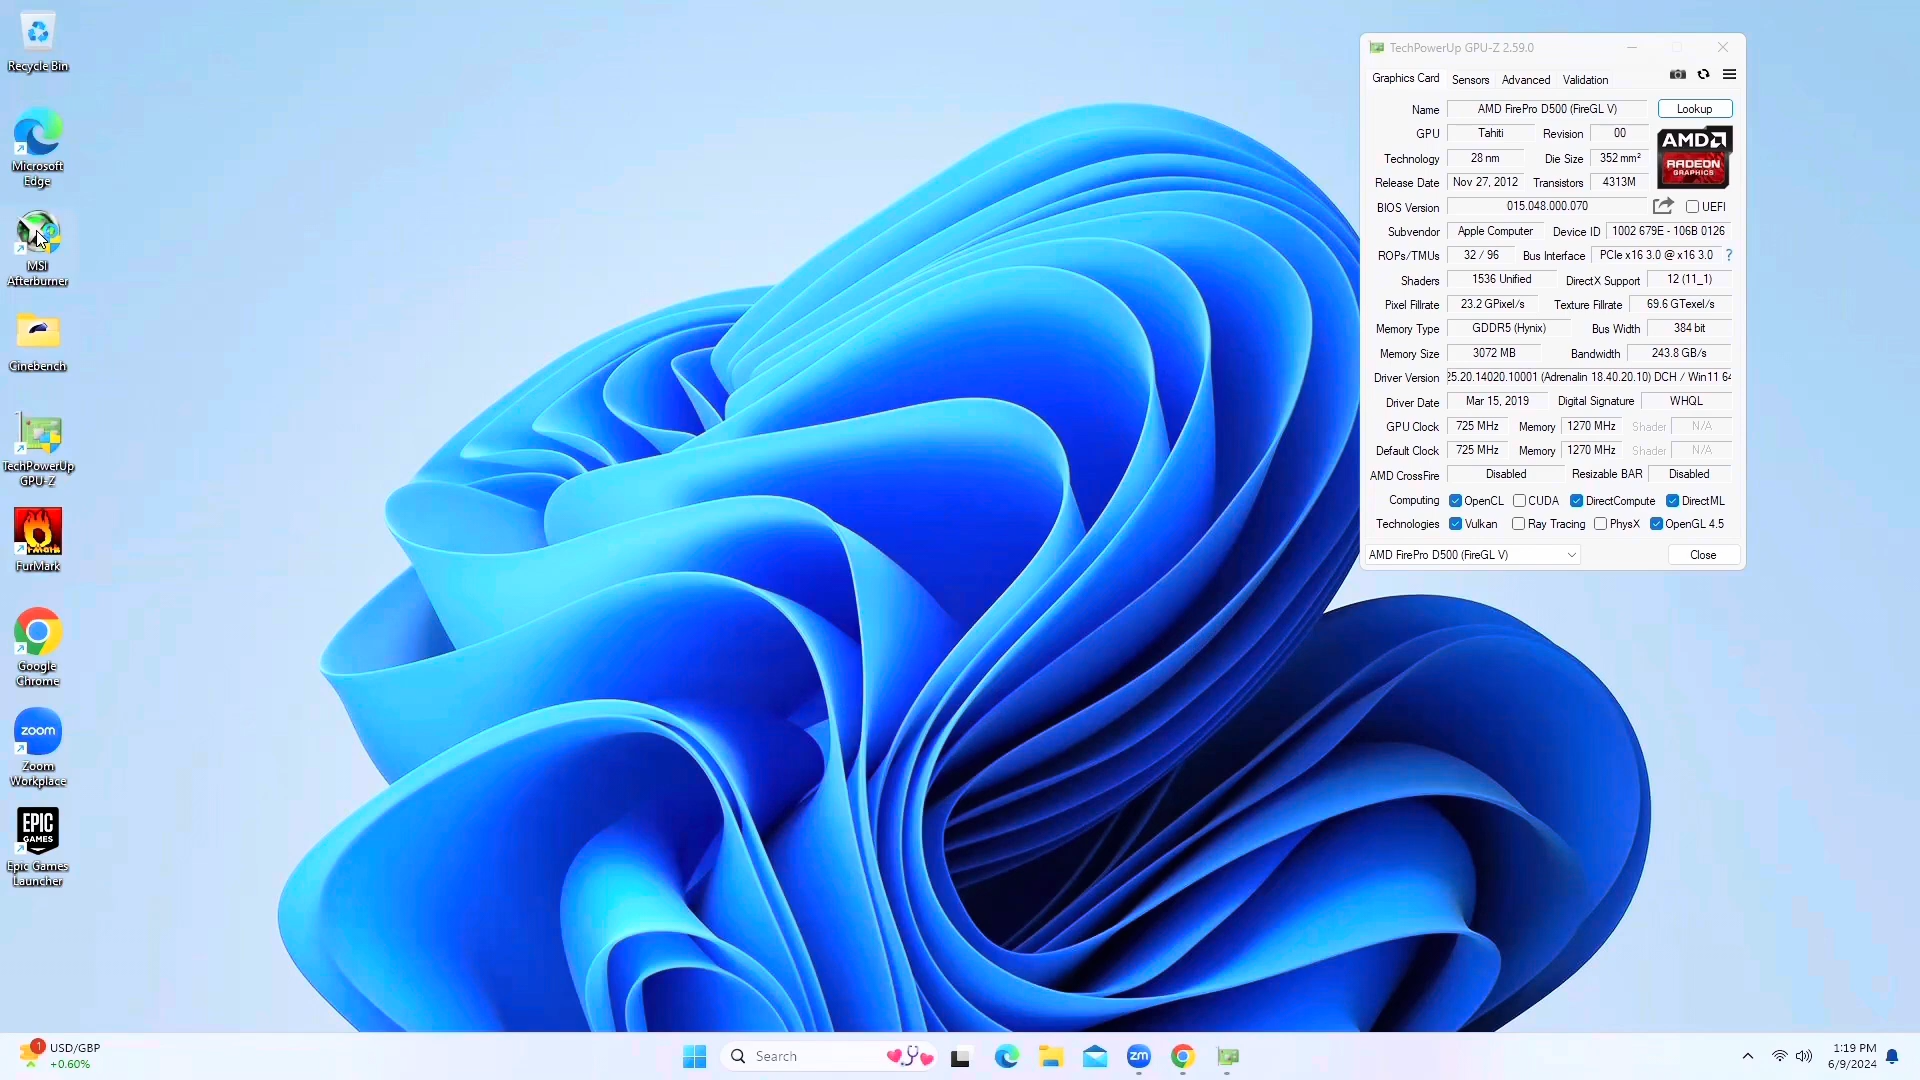 Recycle Bin
Microsoft
Edge
MSI
Afterburner
Cinebench
TechPowerUp
GPU-Z
FurMark
Google
Chrome
zoom
Zoom
Workplace
EPIC
GAMES
Epic Games
Launcher
TechPowerUp GPU-Z 2.59.0
Graphics Card Sensors Advanced Validation
Name AMD FirePro D500 (FireGL V) Lookup
GPU Tahiti Revision 00
AMD
RADEON
GRAPHICS
Technology 28 nm Die Size 352 mm²
Release Date Nov 27, 2012 Transistors 4313M
BIOS Version 015.048.000.070 UEFI
Subvendor Apple Computer Device ID 1002 679E - 106B 0126
ROPs/TMUs 32 / 96 Bus Interface PCIe x16 3.0 @ x16 3.0 ?
Shaders 1536 Unified DirectX Support 12 (11_1)
Pixel Fillrate 23.2 GPixel/s Texture Fillrate 69.6 GTexel/s
Memory Type GDDR5 (Hynix) Bus Width 384 bit
Memory Size 3072 MB Bandwidth 243.8 GB/s
Driver Version 25.20.14020.10001 (Adrenalin 18.40.20.10) DCH / Win11 64
Driver Date Mar 15, 2019 Digital Signature WHQL
GPU Clock 725 MHz Memory 1270 MHz Shader N/A
Default Clock 725 MHz Memory 1270 MHz Shader N/A
AMD CrossFire Disabled Resizable BAR Disabled
Computing OpenCL CUDA DirectCompute DirectML
Technologies Vulkan Ray Tracing PhysX OpenGL 4.5
AMD FirePro D500 (FireGL V) Close
1
USD/GBP
+0.60%
Search
zm
1:19 PM
6/9/2024